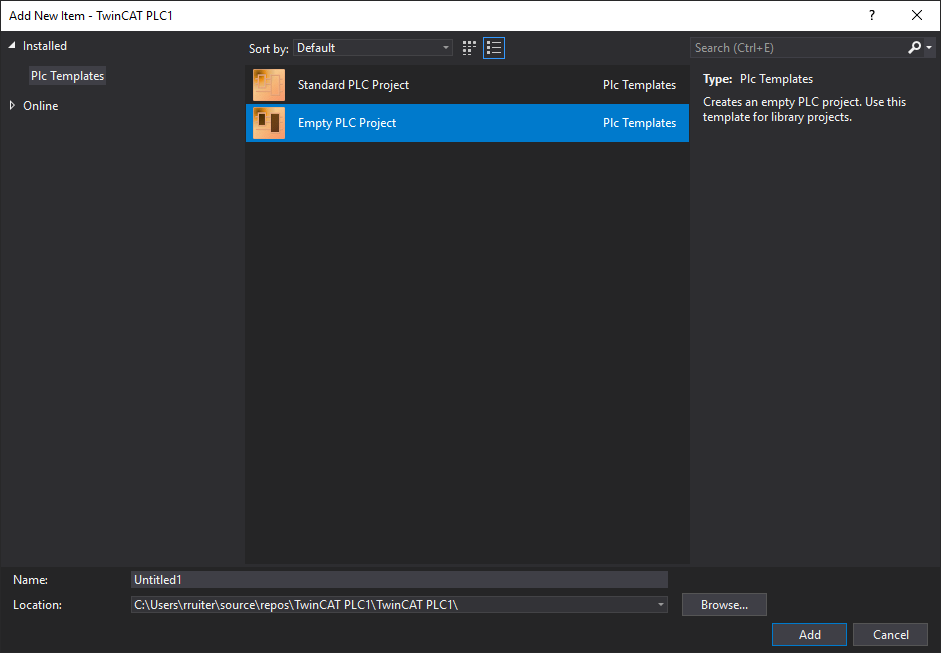 Add New Item - TwinCAT PLC1
?
Installed
Plc Templates
Online
Sort by: Default
Standard PLC Project Plc Templates
Empty PLC Project Plc Templates
Search (Ctrl+E)
Type: Plc Templates
Creates an empty PLC project. Use this
template for library projects.
Name: Untitled1
Location: C:\Users\rruiter\source\repos\TwinCAT PLC1\TwinCAT PLC1\
Browse...
Add Cancel